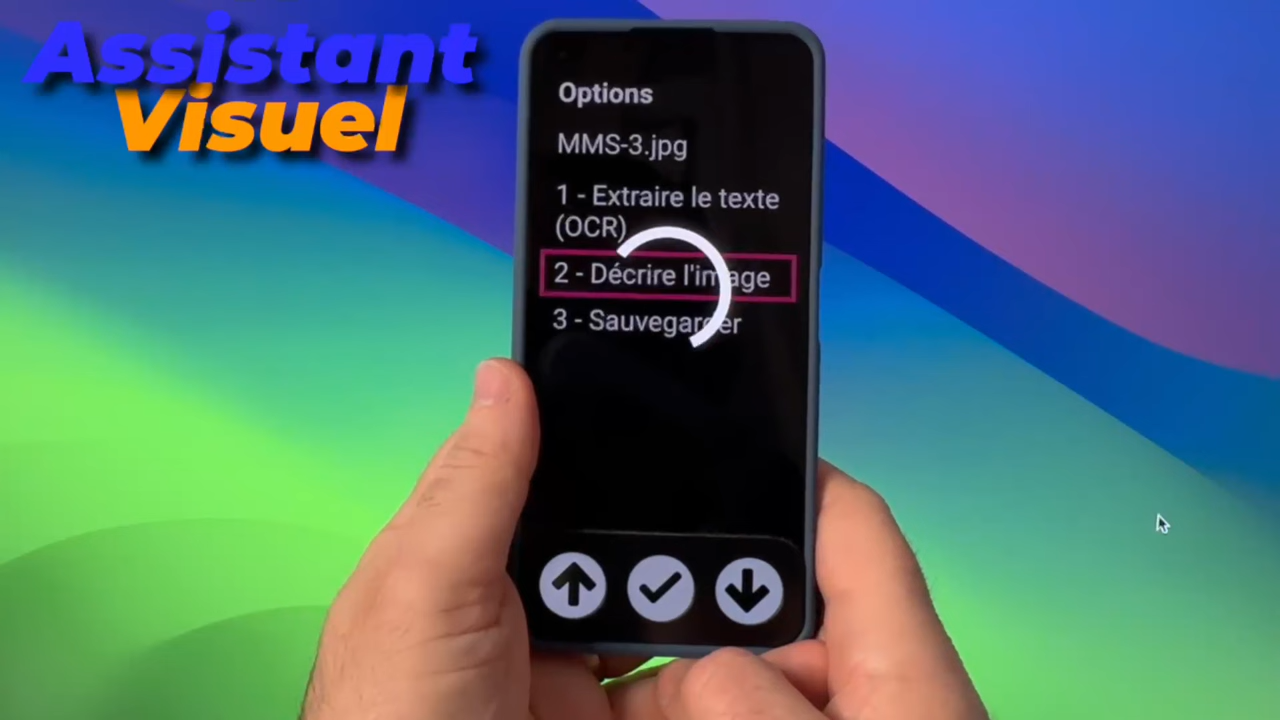 Assistant
Visuel
Options
MMS-3.jpg
1 - Extraire le texte
(OCR)
2 - Décrire l'image
3 - Sauvegarder